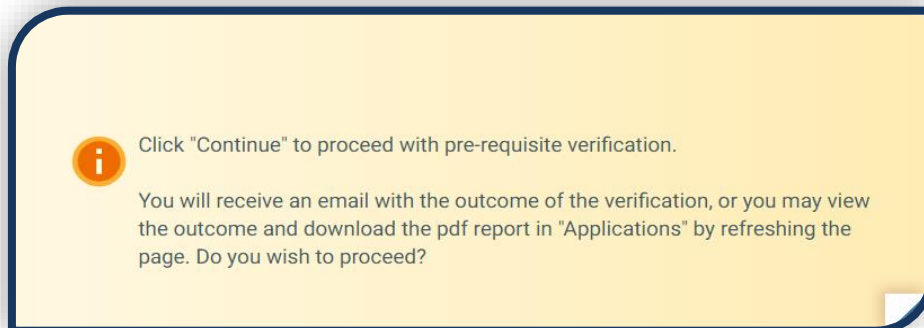 Click "Continue" to proceed with pre-requisite verification.
You will receive an email with the outcome of the verification, or you may view
the outcome and download the pdf report in "Applications" by refreshing the
page. Do you wish to proceed?